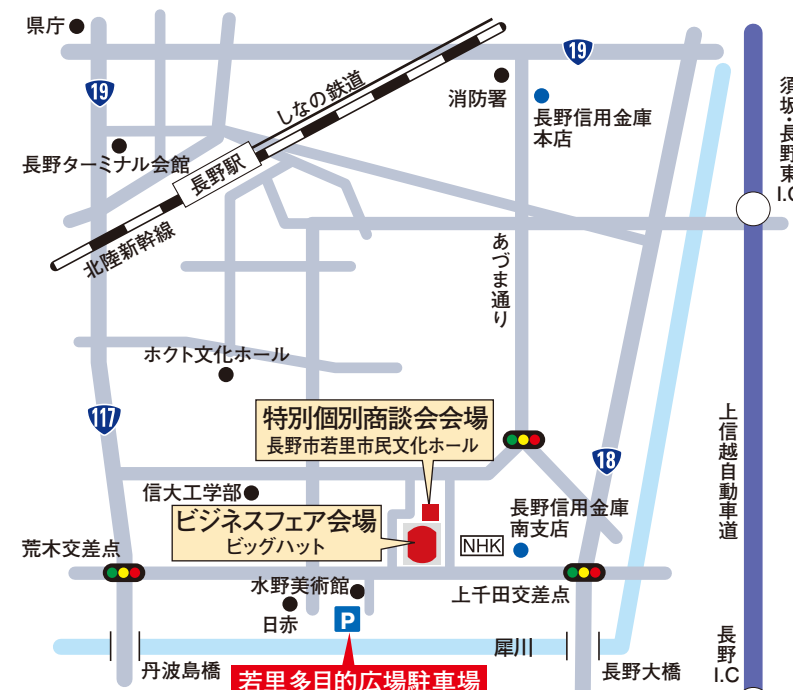 県庁
19
19
しなの鉄道
消防署
長野信用金庫
本店
須坂・長野東
I.C
長野ターミナル会館
長野駅
北陸新幹線
あづま通り
ホクト文化ホール
117
特別個別商談会会場
長野市若里市民文化ホール
上信越自動車道
18
信大工学部
長野信用金庫
南支店
ビジネスフェア会場
ビッグハット
NHK
荒木交差点
水野美術館
上千田交差点
日赤
P
犀川
長野
I.C
丹波島橋
長野大橋
若里多目的広場駐車場